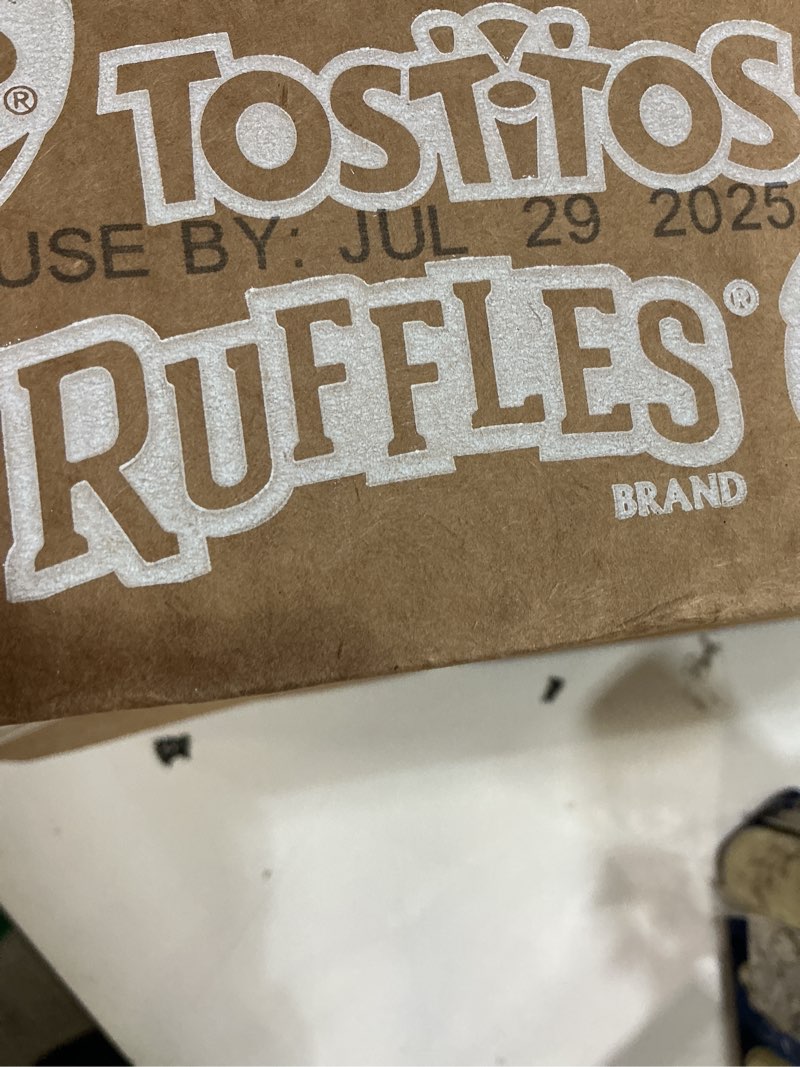 ®
TOSTITOS
USE BY: JUL 29 2025
RUFFLES®
BRAND